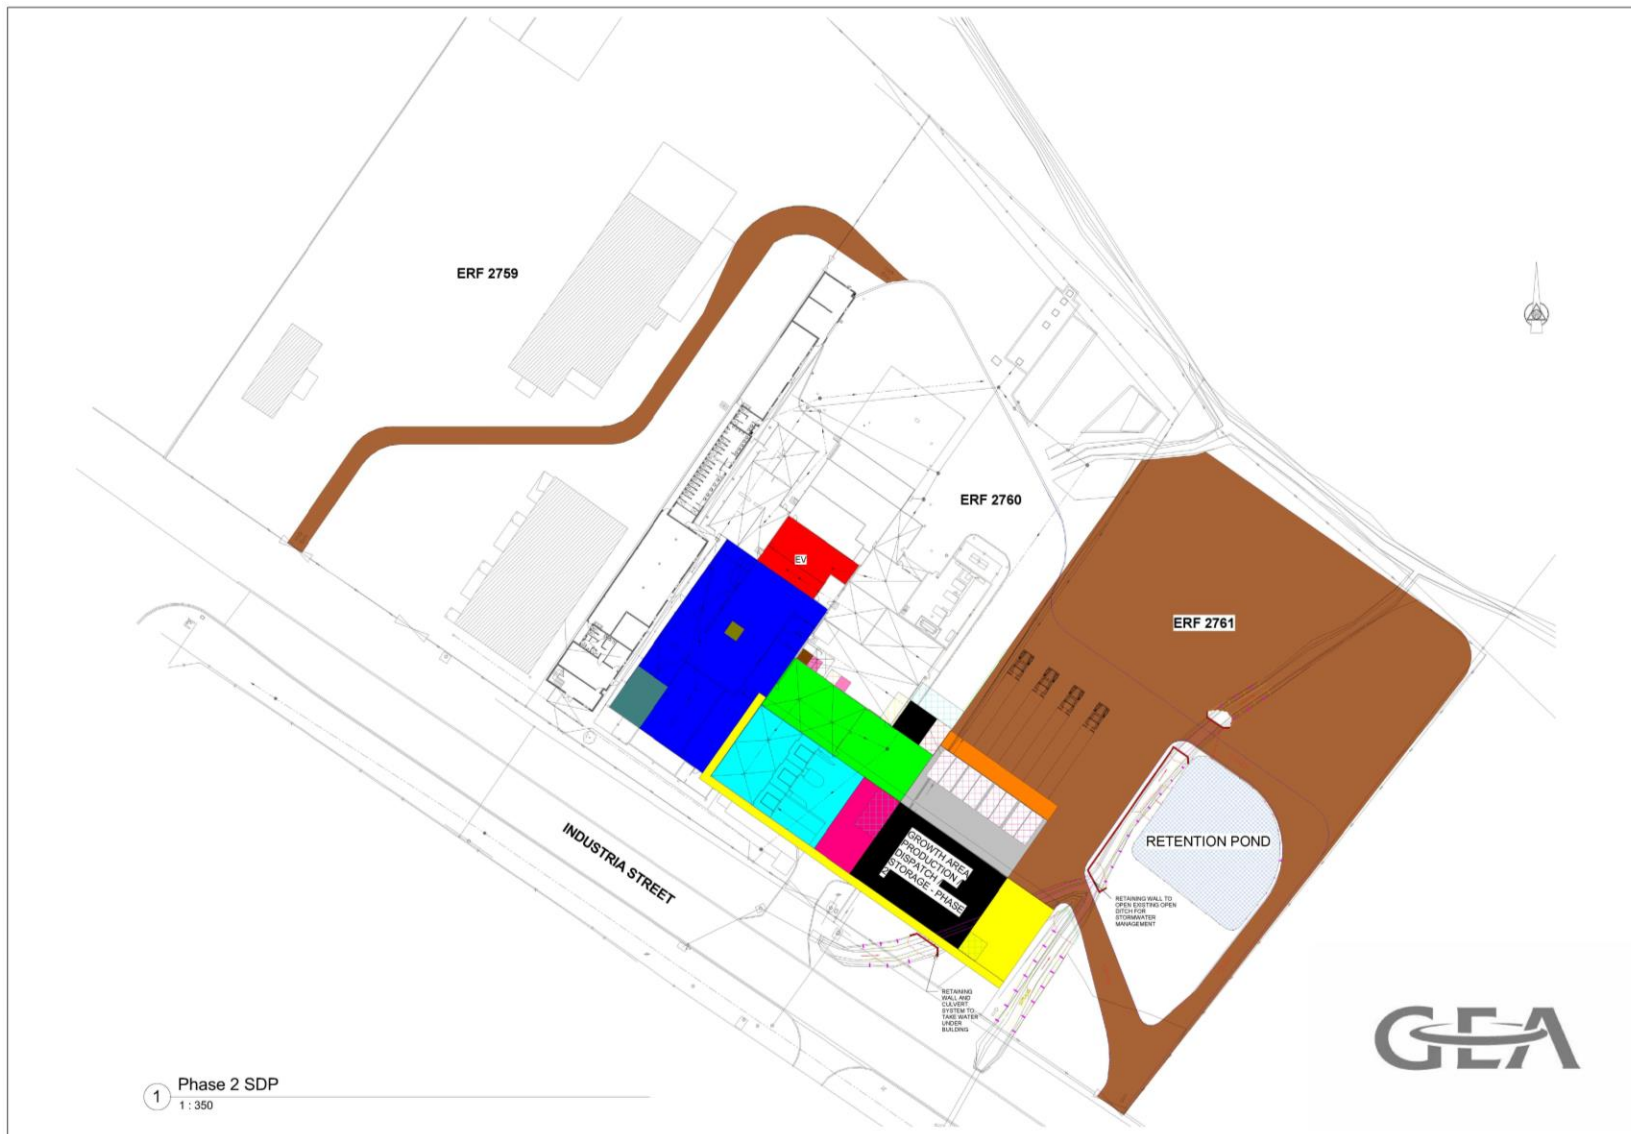 ERF 2759
ERF 2760
EV
ERF 2761
RETENTION POND
GROWTH AREA
PRODUCTION /
DISPATCH /
STORAGE - PHASE
2
INDUSTRIA STREET
RETAINING WALL TO
OPEN EXISTING OPEN
DITCH FOR
STORMWATER
MANAGEMENT
RETAINING
WALL AND
CULVERT
SYSTEM TO
TAKE WATER
UNDER
BUILDING
GEA
1
Phase 2 SDP
1 : 350